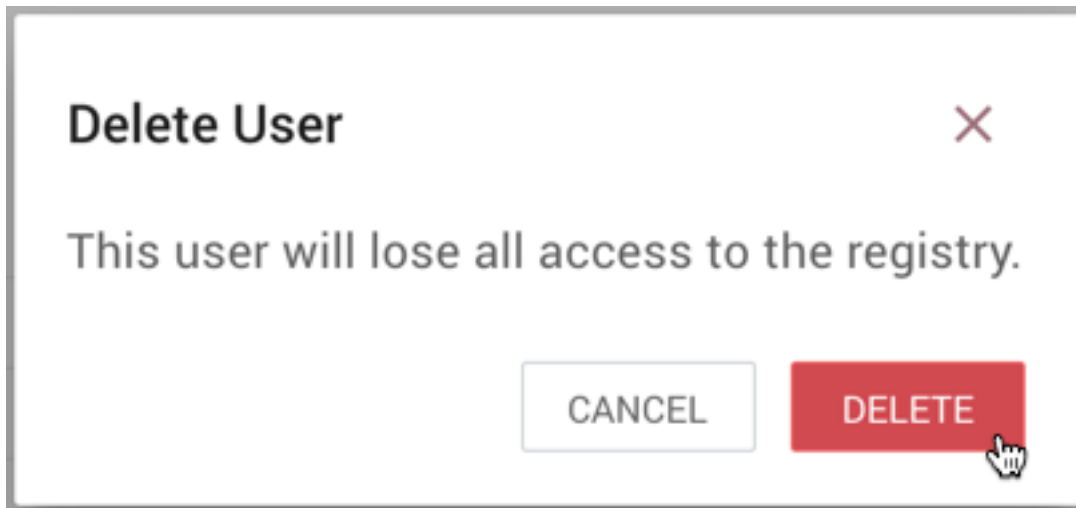 Delete User
This user will lose all access to the registry.
CANCEL DELETE